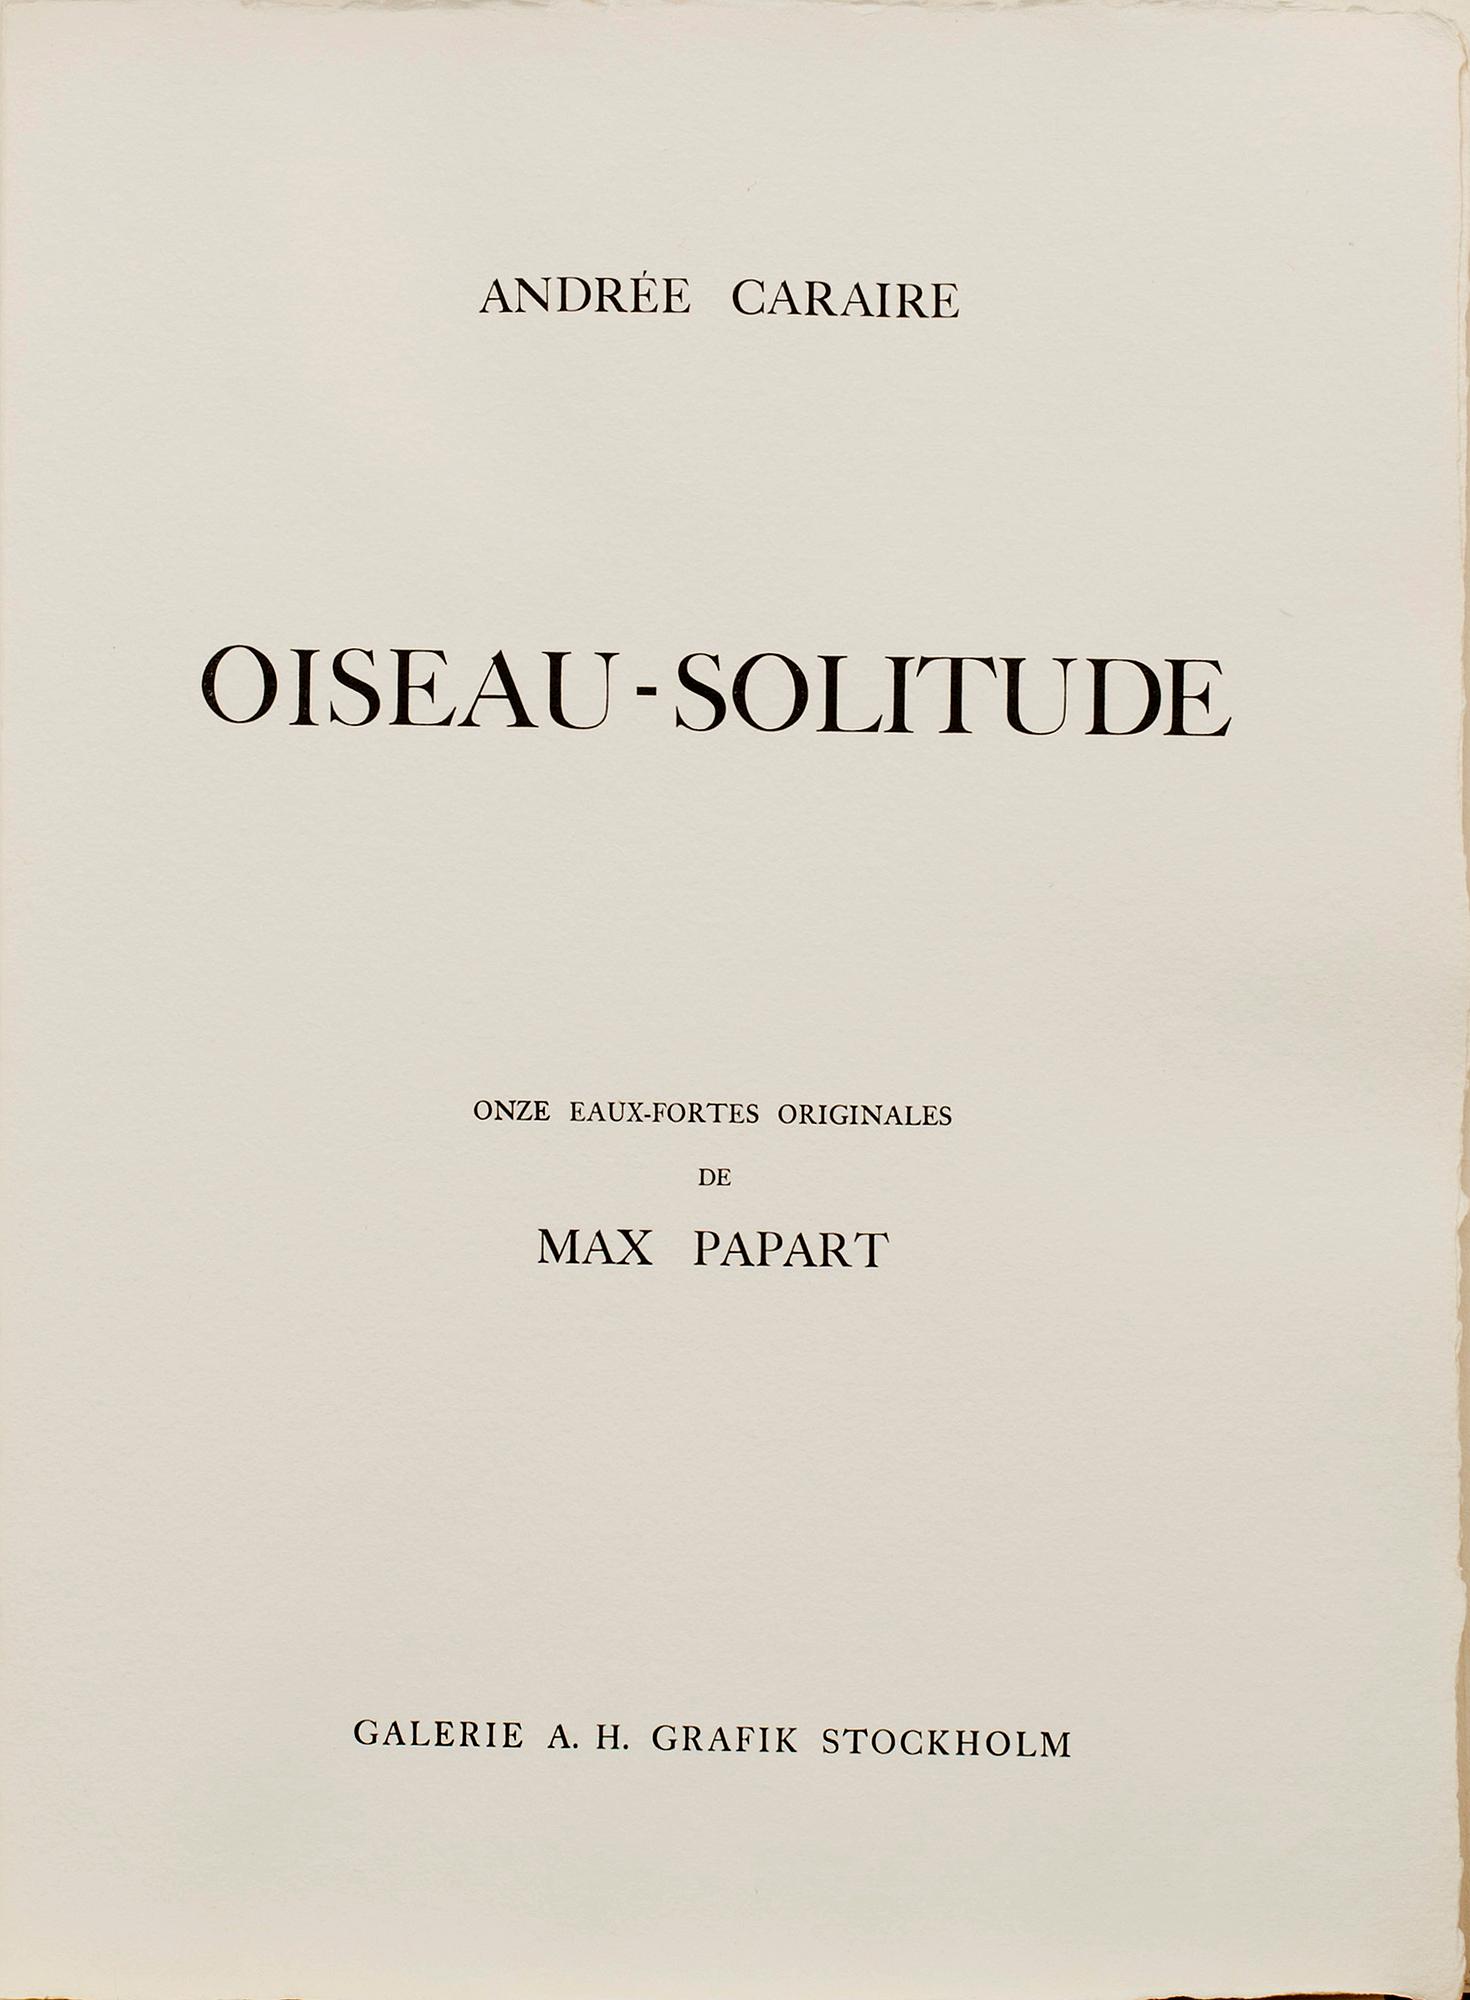 ANDRÉE CARAIRE
OISEAU-SOLITUDE
ONZE EAUX-FORTES ORIGINALES
DE
MAX PAPART
GALERIE A. H. GRAFIK STOCKHOLM